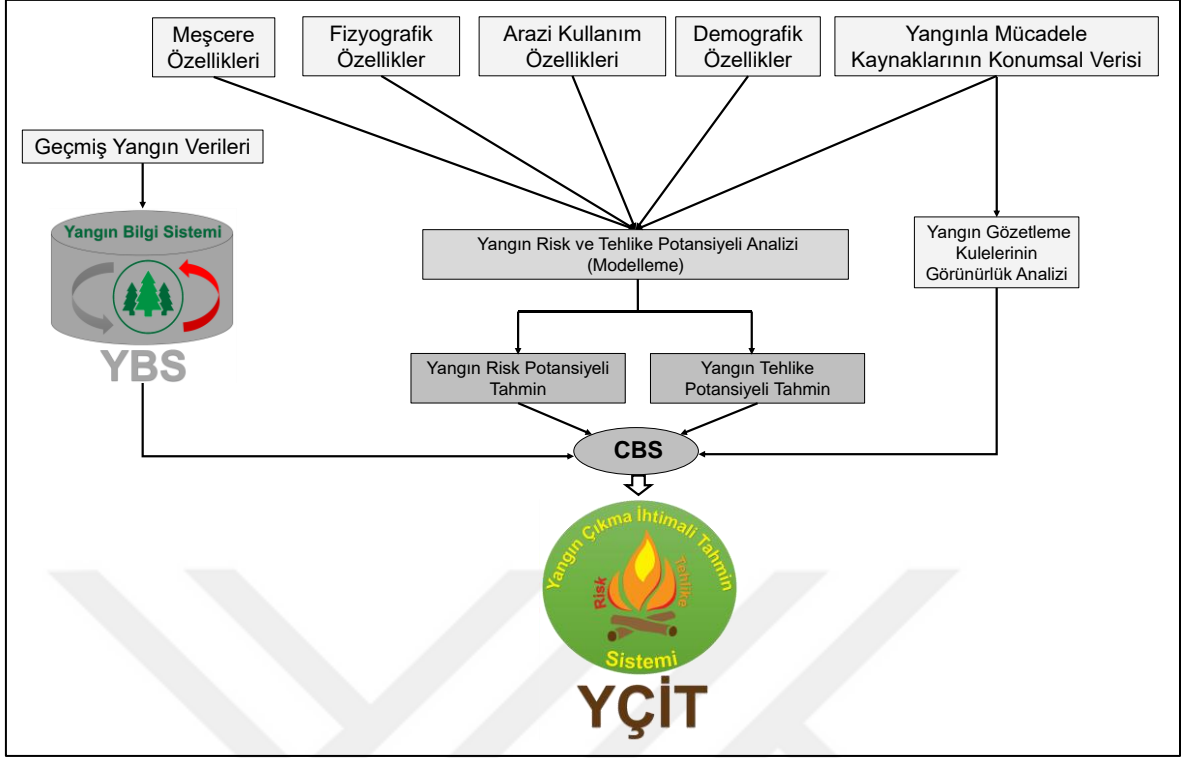 Meşcere
Özellikleri
Fizyografik
Özellikler
Arazi Kullanım
Özellikleri
Demografik
Özellikler
Yangınla Mücadele
Kaynaklarının Konumsal Verisi
Geçmiş Yangın Verileri
Yangın Bilgi Sistemi
YBS
Yangın Risk ve Tehlike Potansiyeli Analizi
(Modelleme)
Yangın Gözetleme
Kulelerinin
Görünürlük Analizi
Yangın Risk Potansiyeli
Tahmin
Yangın Tehlike
Potansiyeli Tahmin
CBS
Yangın Çıkma İhtimali Tahmin
Risk
Tehlike
Sistemi
YÇİT